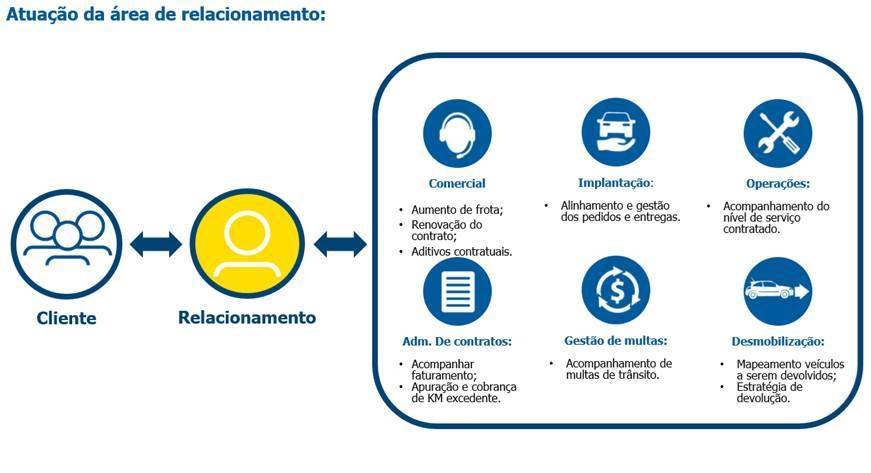 Atuação da área de relacionamento:
Cliente
Relacionamento
Comercial
• Aumento de frota;
• Renovação do
contrato;
• Aditivos contratuais.
Implantação:
• Alinhamento e gestão
dos pedidos e entregas.
Operações:
• Acompanhamento do
nível de serviço
contratado.
Adm. De contratos:
• Acompanhar
faturamento;
• Apuração e cobrança
de KM excedente.
$
Gestão de multas:
• Acompanhamento de
multas de trânsito.
Desmobilização:
• Mapeamento veículos
a serem devolvidos;
• Estratégia de
devolução.